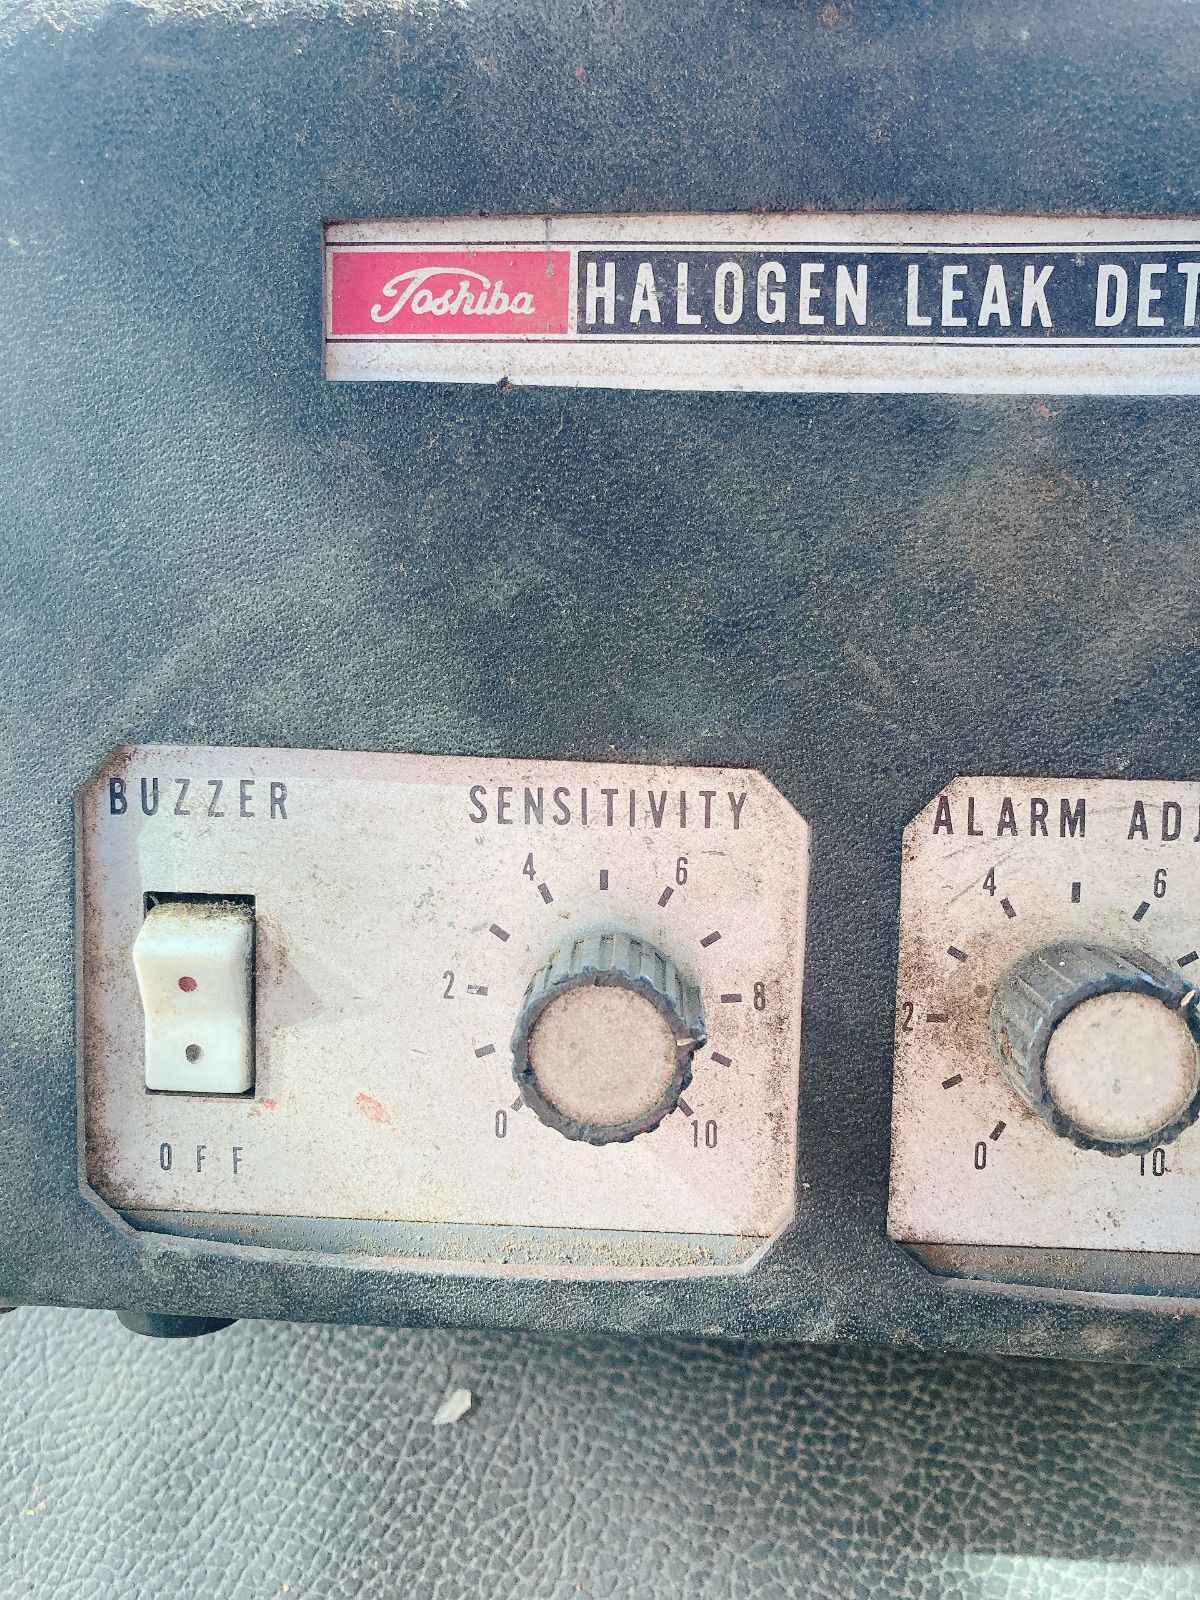 Toshiba HALOGEN LEAK DET
BUZZER SENSITIVITY
4 6
2 8
0 10
OFF
ALARM ADJ
4 6
2
0 10